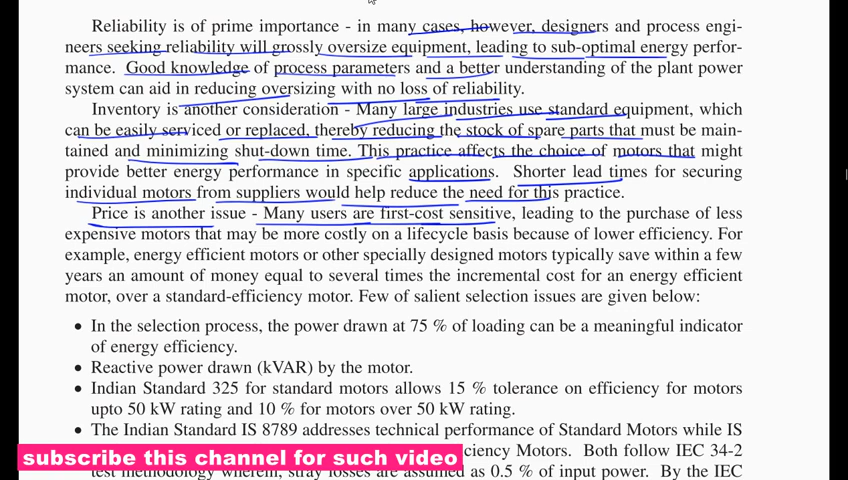 Reliability is of prime importance - in many cases, however, designers and process engi-
neers seeking reliability will grossly oversize equipment, leading to sub-optimal energy perfor-
mance. Good knowledge of process parameters and a better understanding of the plant power
system can aid in reducing oversizing with no loss of reliability.
Inventory is another consideration - Many large industries use standard equipment, which
can be easily serviced or replaced, thereby reducing the stock of spare parts that must be main-
tained and minimizing shut-down time. This practice affects the choice of motors that might
provide better energy performance in specific applications. Shorter lead times for securing
individual motors from suppliers would help reduce the need for this practice.
Price is another issue - Many users are first-cost sensitive, leading to the purchase of less
expensive motors that may be more costly on a lifecycle basis because of lower efficiency. For
example, energy efficient motors or other specially designed motors typically save within a few
years an amount of money equal to several times the incremental cost for an energy efficient
motor, over a standard-efficiency motor. Few of salient selection issues are given below:
• In the selection process, the power drawn at 75 % of loading can be a meaningful indicator
of energy efficiency.
• Reactive power drawn (kVAR) by the motor.
• Indian Standard 325 for standard motors allows 15 % tolerance on efficiency for motors
upto 50 kW rating and 10 % for motors over 50 kW rating.
• The Indian Standard IS 8789 addresses technical performance of Standard Motors while IS
ciency Motors. Both follow IEC 34-2
subscribe this channel for such video
test methodology wherein, stray losses are assumed as 0.5 % of input power. By the IEC